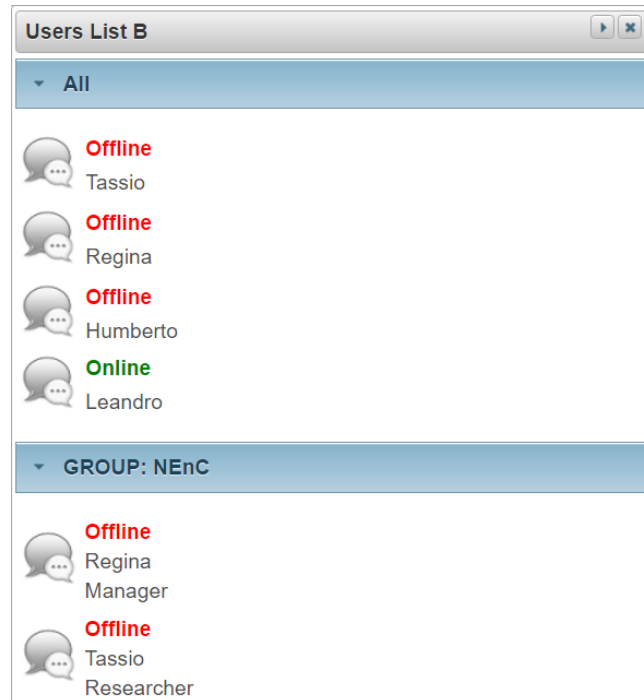 Users List B
All
Offline
Tassio
Offline
Regina
Offline
Humberto
Online
Leandro
GROUP: NEnC
Offline
Regina
Manager
Offline
Tassio
Researcher